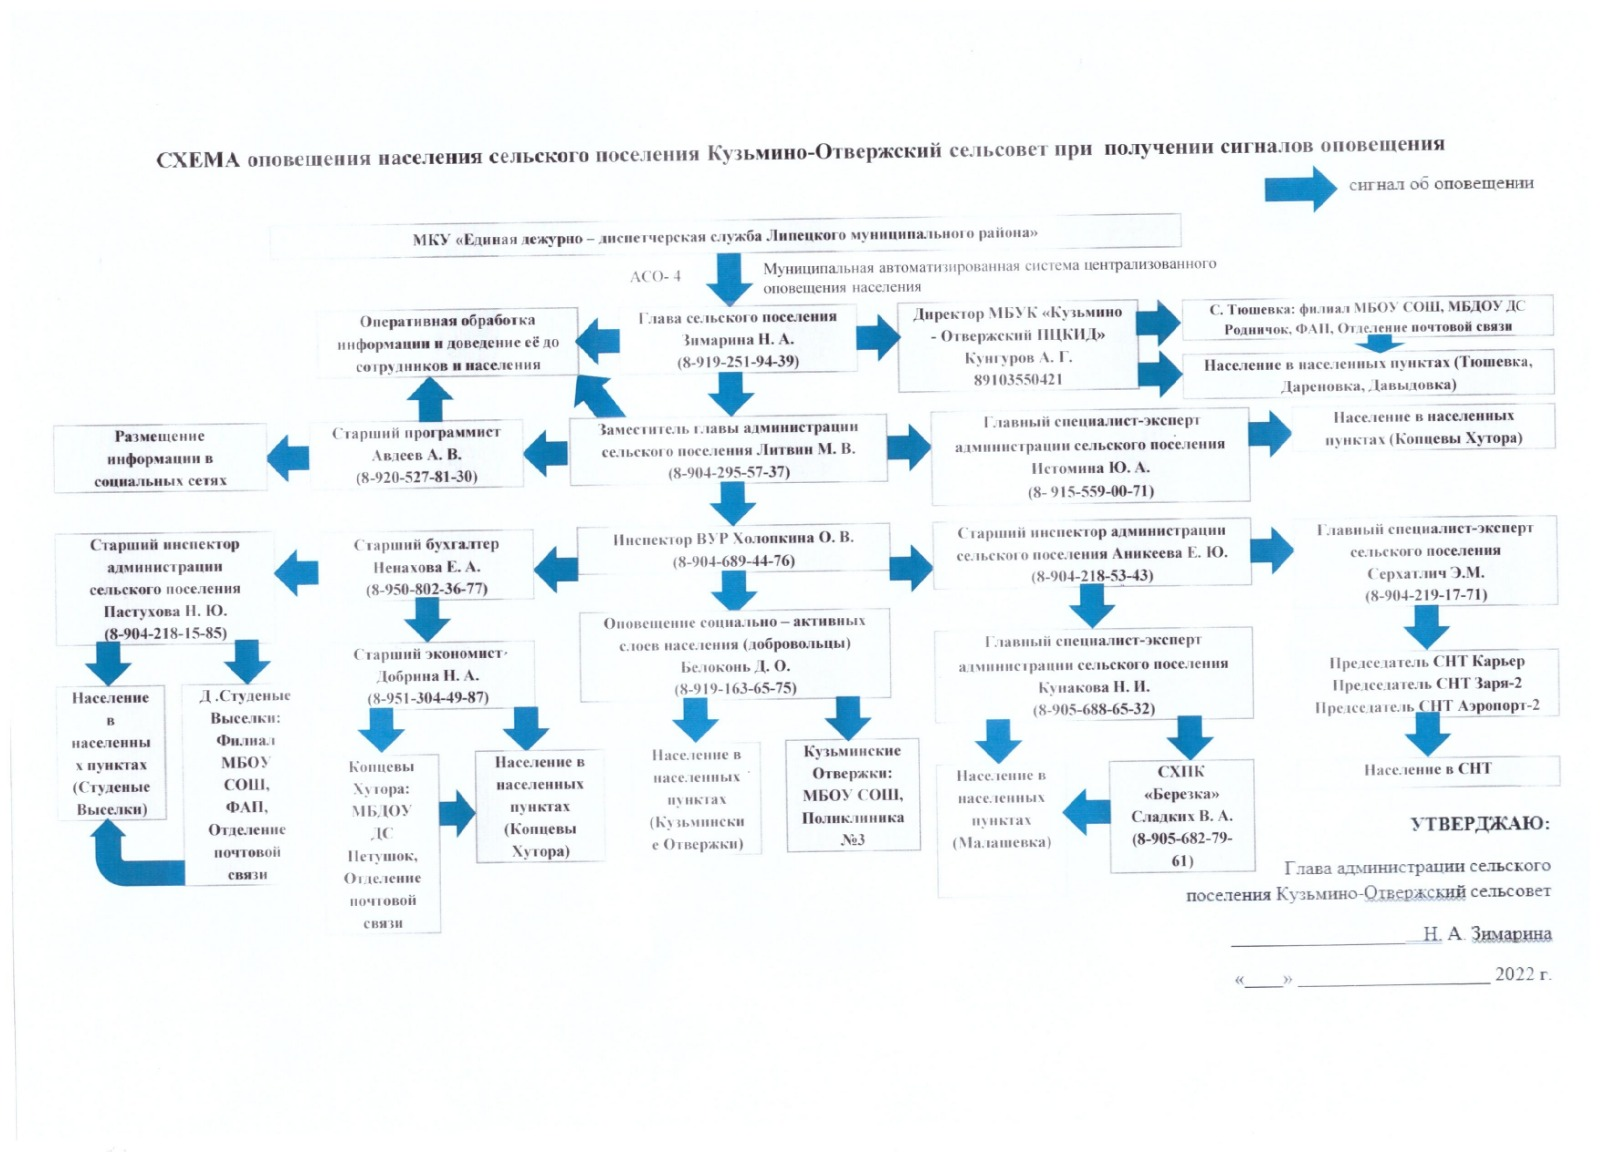 СХЕМА оповещения населения сельского поселения Кузьмино-Отвержский сельсовет при получении сигналов оповещения
сигнал об оповещении
МКУ «Единая дежурно – диспетчерская служба Липецкого муниципального района»
АСО- 4
Муниципальная автоматизированная система централизованного
оповещения населения
Оперативная обработка
информации и доведение её до
сотрудников и населения
Глава сельского поселения
Зимарина Н. А.
(8-919-251-94-39)
Директор МБУК «Кузьмино
- Отвержский ПЦКИД»
Кунгуров А. Г.
89103550421
С. Тюшевка: филиал МБОУ СОШ, МБДОУ ДС
Родничок, ФАП, Отделение почтовой связи
Население в населенных пунктах (Тюшевка,
Дареновка, Давыдовка)
Размещение
информации в
социальных сетях
Старший программист
Авдеев А. В.
(8-920-527-81-30)
Заместитель главы администрации
сельского поселения Литвин М. В.
(8-904-295-57-37)
Главный специалист-эксперт
администрации сельского поселения
Истомина Ю. А.
(8- 915-559-00-71)
Население в населенных
пунктах (Копцевы Хутора)
Старший инспектор
администрации
сельского поселения
Пастухова Н. Ю.
(8-904-218-15-85)
Старший бухгалтер
Ненахова Е. А.
(8-950-802-36-77)
Инспектор ВУР Холопкина О. В.
(8-904-689-44-76)
Старший инспектор администрации
сельского поселения Аникеева Е. Ю.
(8-904-218-53-43)
Главный специалист-эксперт
сельского поселения
Серхатлич Э.М.
(8-904-219-17-71)
Старший экономист
Добрина Н. А.
(8-951-304-49-87)
Оповещение социально – активных
слоев населения (добровольцы)
Белоконь Д. О.
(8-919-163-65-75)
Главный специалист-эксперт
администрации сельского поселения
Кунакова Н. И.
(8-905-688-65-32)
Председатель СНТ Карьер
Председатель СНТ Заря-2
Председатель СНТ Аэропорт-2
Население
в
населенны
х пунктах
(Студеные
Выселки)
Д .Студеные
Выселки:
Филиал
МБОУ
СОШ,
ФАП,
Отделение
почтовой
связи
Копцевы
Хутора:
МБДОУ
ДС
Петушок,
Отделение
почтовой
связи
Население в
населенных
пунктах
(Копцевы
Хутора)
Население в
населенных
пунктах
(Кузьмински
е Отвержки)
Кузьминские
Отвержки:
МБОУ СОШ,
Поликлиника
№3
Население в
населенных
пунктах
(Малашевка)
СХПК
«Березка»
Сладких В. А.
(8-905-682-79-
61)
Население в СНТ
УТВЕРДЖАЮ:
Глава администрации сельского
поселения Кузьмино-Отвержский сельсовет
__________________Н. А. Зимарина
«____» ____________________ 2022 г.